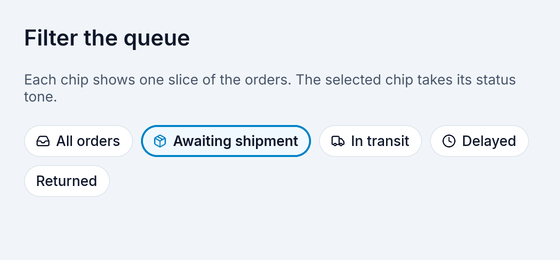 Filter the queue
Each chip shows one slice of the orders. The selected chip takes its status
tone.
All orders Awaiting shipment In transit Delayed
Returned